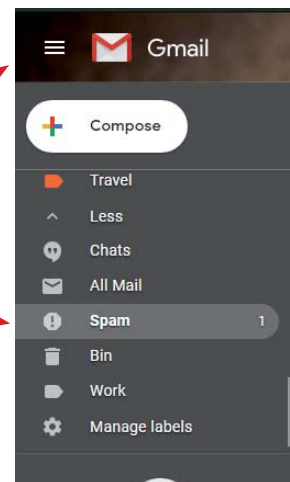 Gmail
Compose
Travel
Less
Chats
All Mail
Spam 1
Bin
Work
Manage labels